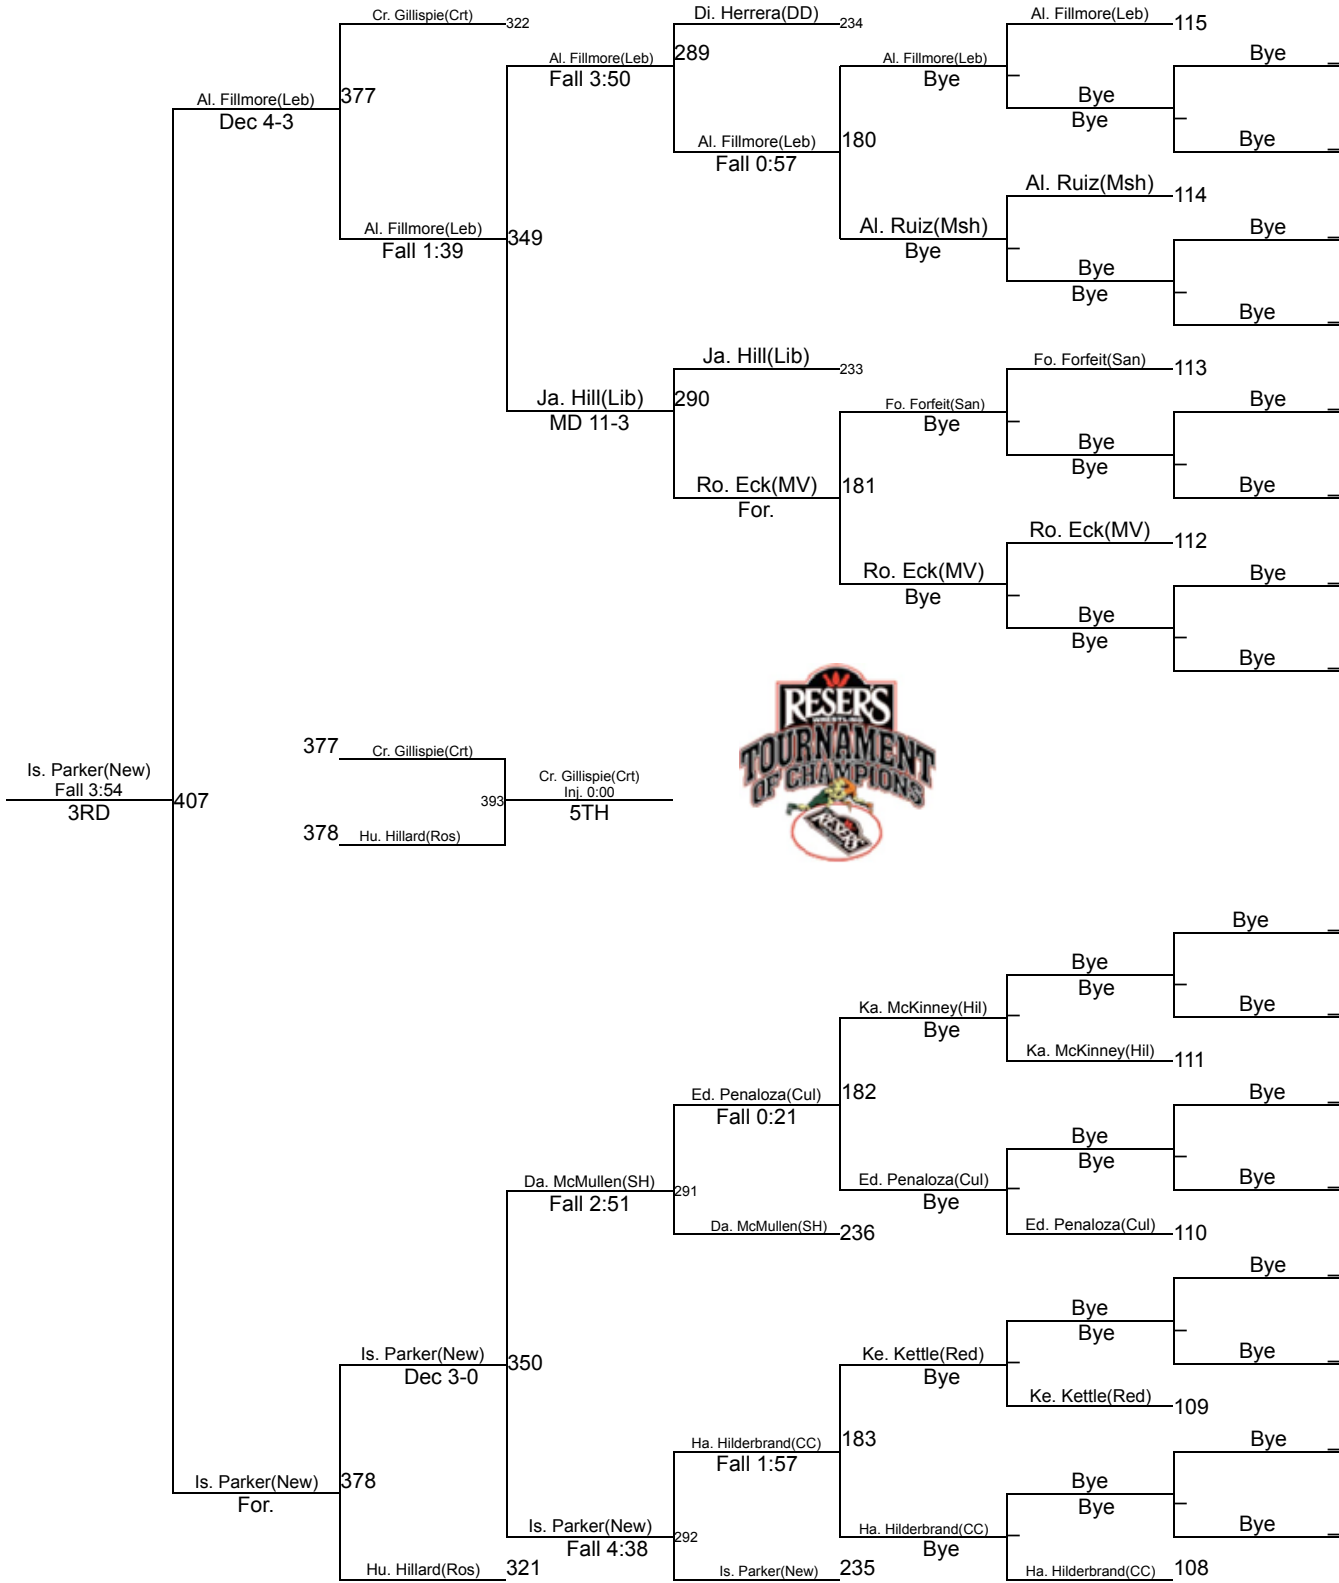 Cr. Gillispie(Crt)
322
Di. Herrera(DD)
234
Al. Fillmore(Leb)
115
Al. Fillmore(Leb)
Fall 3:50
289
Al. Fillmore(Leb)
Bye
Bye
Al. Fillmore(Leb)
Dec 4-3
377
Bye
Bye
Al. Fillmore(Leb)
Fall 0:57
180
Bye
Al. Ruiz(Msh)
114
Al. Fillmore(Leb)
Fall 1:39
349
Al. Ruiz(Msh)
Bye
Bye
Bye
Bye
Bye
Ja. Hill(Lib)
233
Fo. Forfeit(San)
113
Ja. Hill(Lib)
MD 11-3
290
Fo. Forfeit(San)
Bye
Bye
Bye
Bye
Ro. Eck(MV)
For.
181
Bye
Ro. Eck(MV)
112
Ro. Eck(MV)
Bye
Bye
Bye
Bye
Bye
RESER'S
WRESTLING
TOURNAMENT
OF CHAMPIONS
RESER'S
377
Cr. Gillispie(Crt)
Is. Parker(New)
Fall 3:54
3RD
407
393
Cr. Gillispie(Crt)
Inj. 0:00
5TH
378
Hu. Hillard(Ros)
Bye
Bye
Bye
Ka. McKinney(Hil)
Bye
Bye
Ka. McKinney(Hil)
111
Ed. Penaloza(Cul)
Fall 0:21
182
Bye
Bye
Bye
Da. McMullen(SH)
Fall 2:51
291
Ed. Penaloza(Cul)
Bye
Bye
Da. McMullen(SH)
236
Ed. Penaloza(Cul)
110
Bye
Bye
Bye
Is. Parker(New)
Dec 3-0
350
Ke. Kettle(Red)
Bye
Bye
Ke. Kettle(Red)
109
Ha. Hilderbrand(CC)
Fall 1:57
183
Bye
Is. Parker(New)
For.
378
Bye
Bye
Is. Parker(New)
Fall 4:38
292
Ha. Hilderbrand(CC)
Bye
Bye
Hu. Hillard(Ros)
321
Is. Parker(New)
235
Ha. Hilderbrand(CC)
108